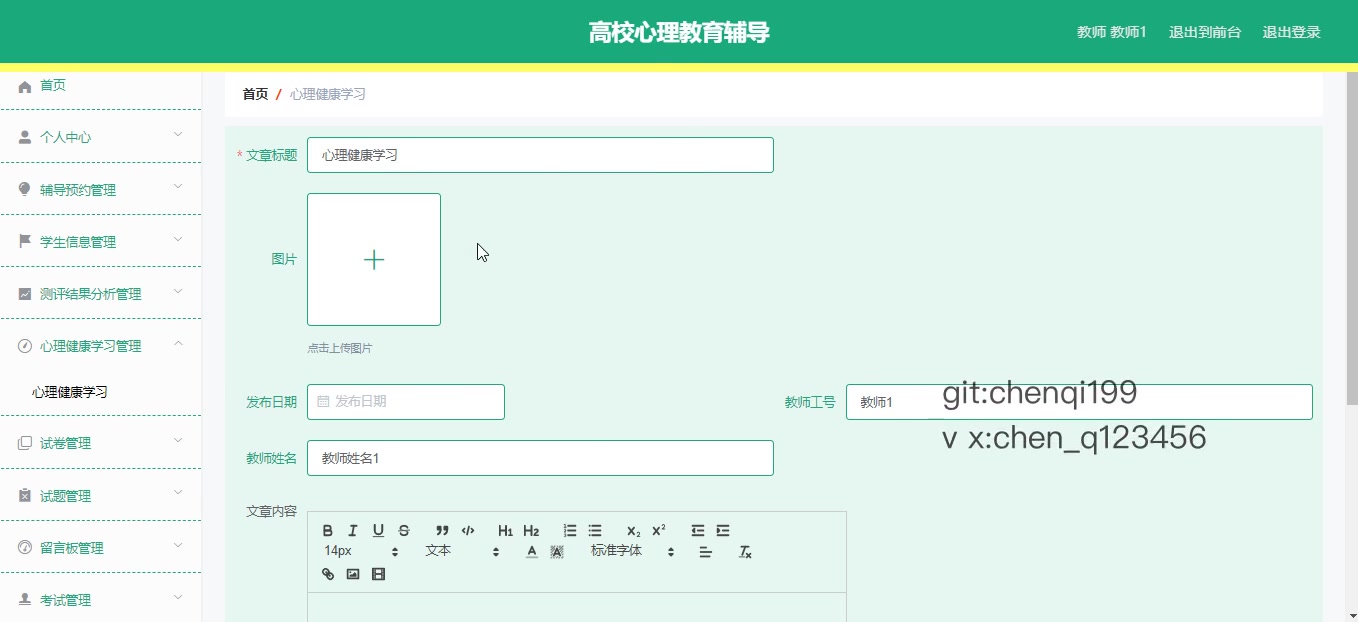 高校心理教育辅导
教师 教师1 退出到前台 退出登录
首页
个人中心
辅导预约管理
学生信息管理
测评结果分析管理
心理健康学习管理
心理健康学习
试卷管理
试题管理
留言板管理
考试管理
首页 / 心理健康学习
* 文章标题 心理健康学习
图片
点击上传图片
发布日期 发布日期 教师工号 教师1
git:chenqi199
v x:chen_q123456
教师姓名 教师姓名1
文章内容
B I U S H1 H2 X2 X2
14px 文本 A A 标准字体 Tx